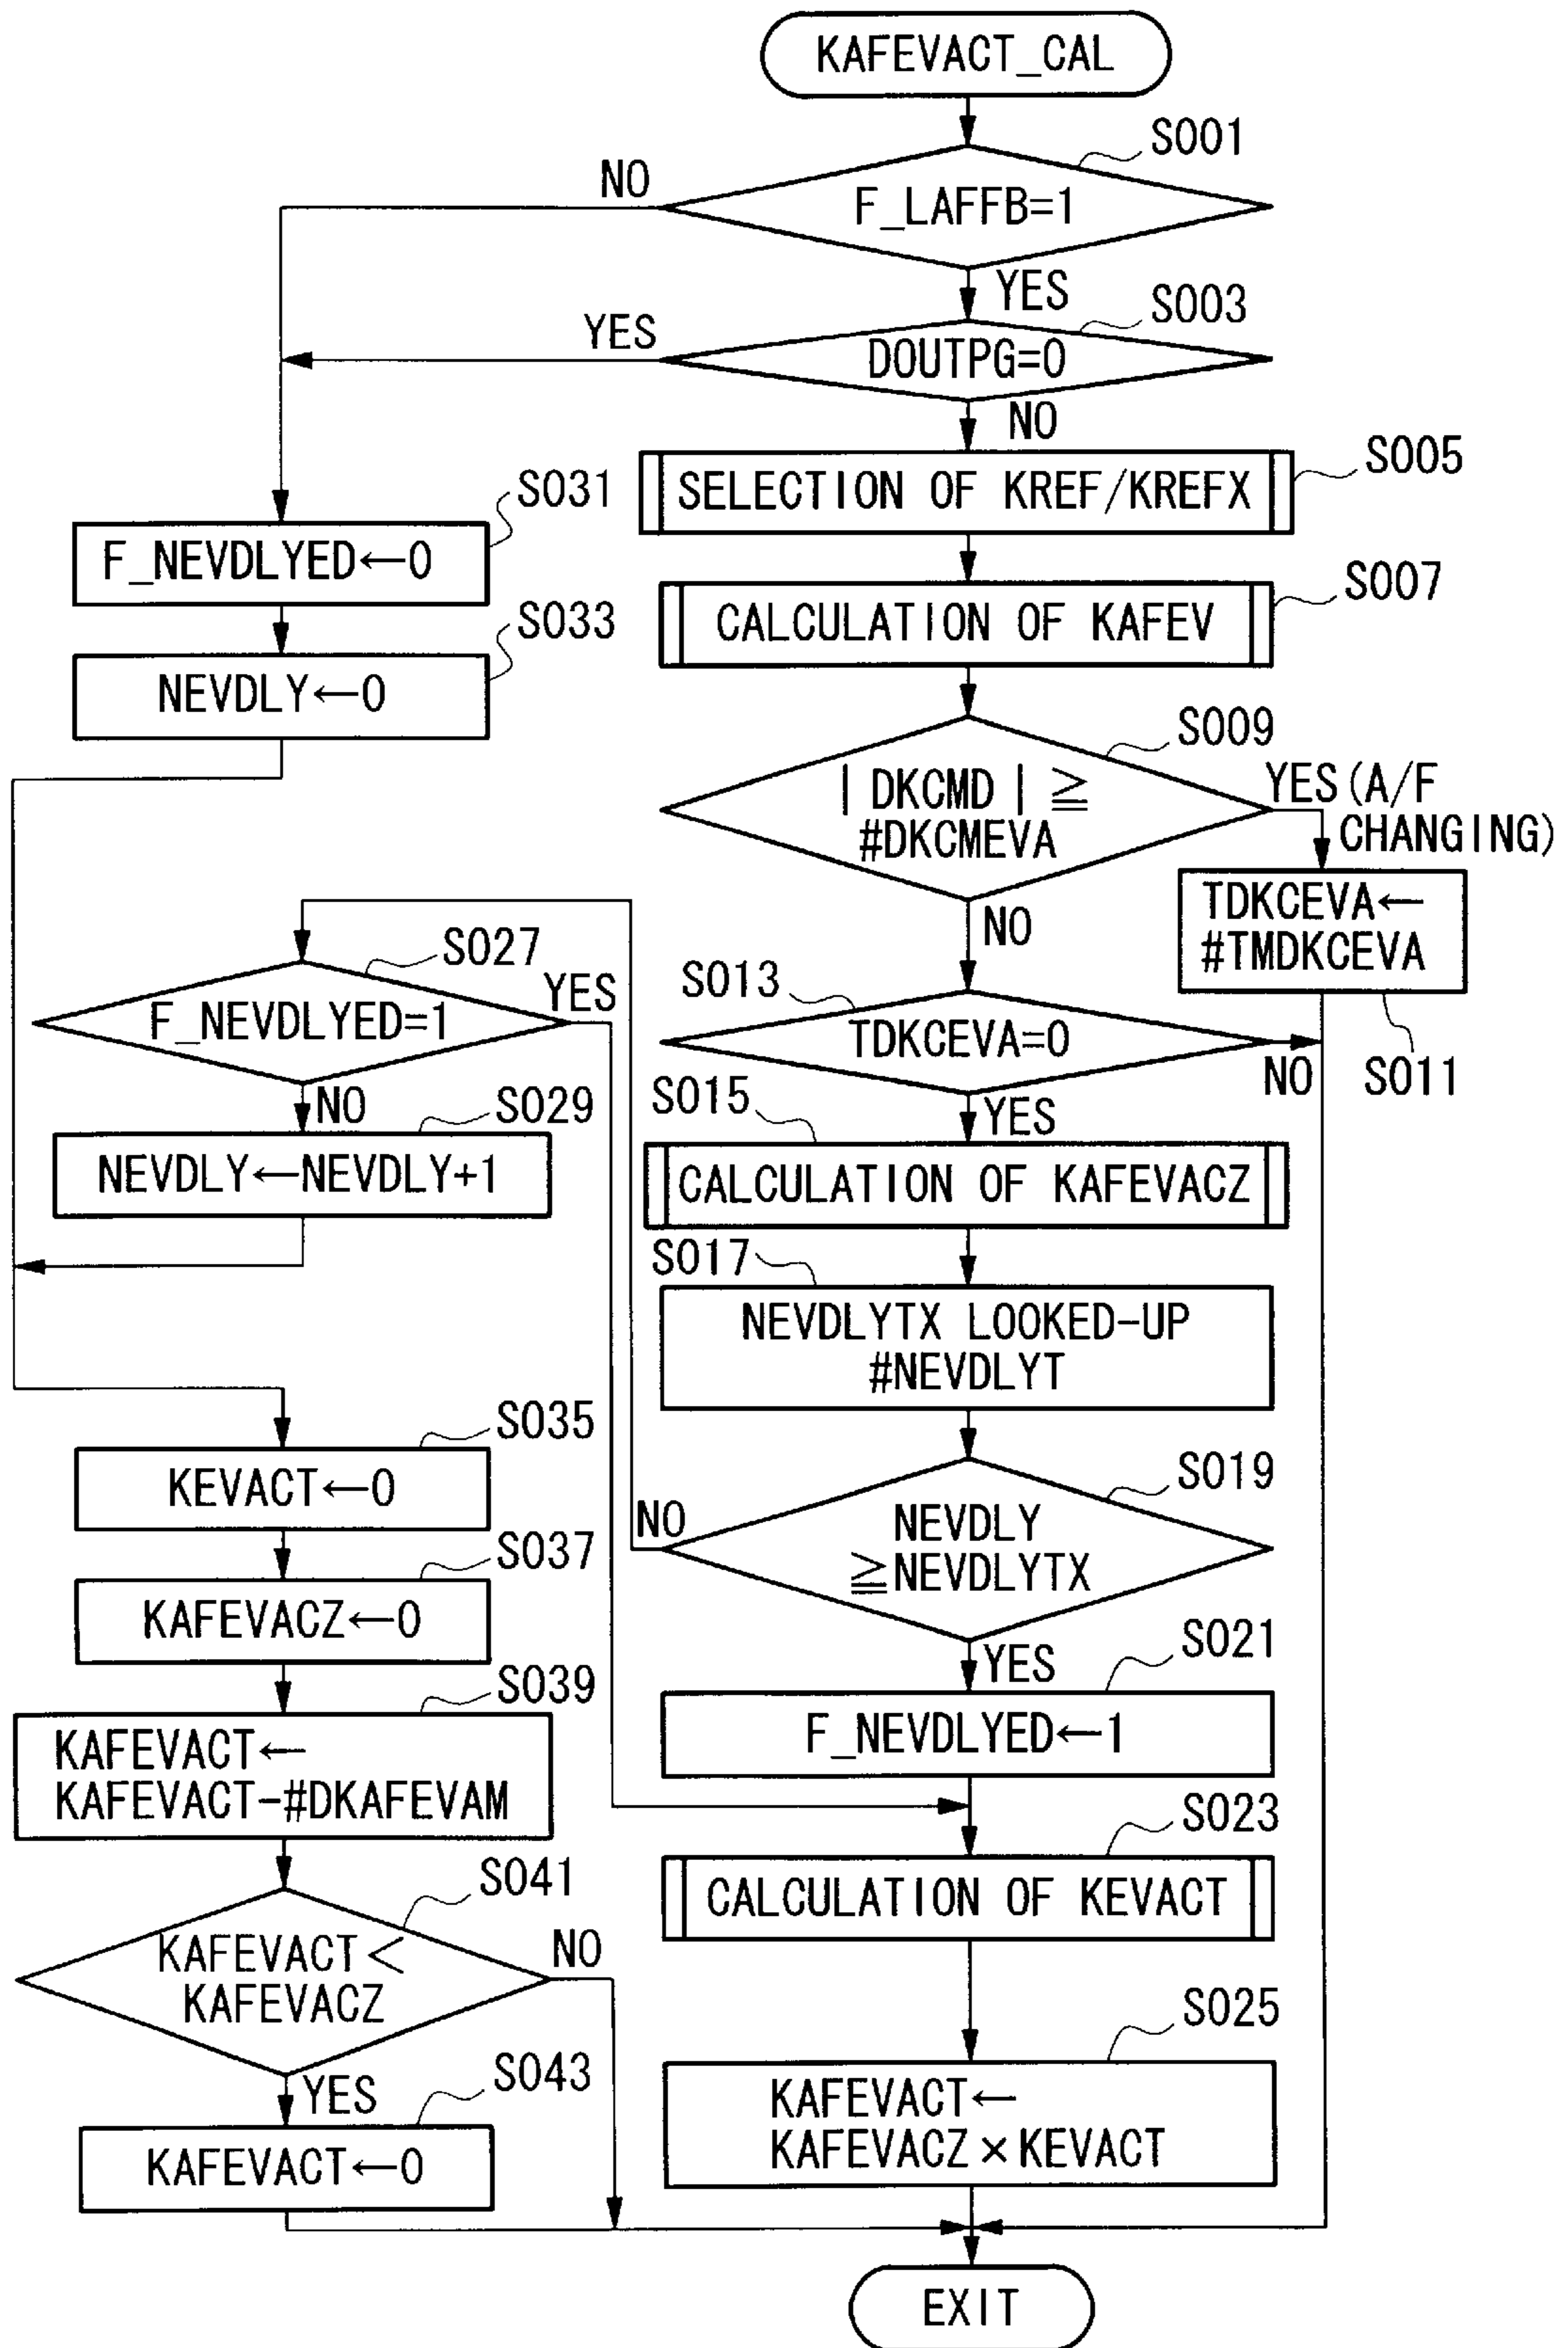 KAFEVACT_CAL
S001
F_LAFFB=1
NO
YES
S003
DOUTPG=0
YES
NO
S005
SELECTION OF KREF/KREFX
S007
CALCULATION OF KAFEV
S031
F_NEVDLYED←0
S033
NEVDLY←0
S009
| DKCMD | ≧
#DKCMEVA
YES(A/F
CHANGING)
NO
TDKCEVA←
#TMDKCEVA
S011
S013
TDKCEVA=0
NO
YES
S027
F_NEVDLYED=1
YES
NO
S029
NEVDLY←NEVDLY+1
S015
CALCULATION OF KAFEVACZ
S017
NEVDLYTX LOOKED-UP
#NEVDLYT
S019
NEVDLY
≧NEVDLYTX
NO
YES
S021
F_NEVDLYED←1
S023
CALCULATION OF KEVACT
S025
KAFEVACT←
KAFEVACZ×KEVACT
S035
KEVACT←0
S037
KAFEVACZ←0
S039
KAFEVACT←
KAFEVACT-#DKAFEVAM
S041
KAFEVACT<
KAFEVACZ
NO
YES
S043
KAFEVACT←0
EXIT